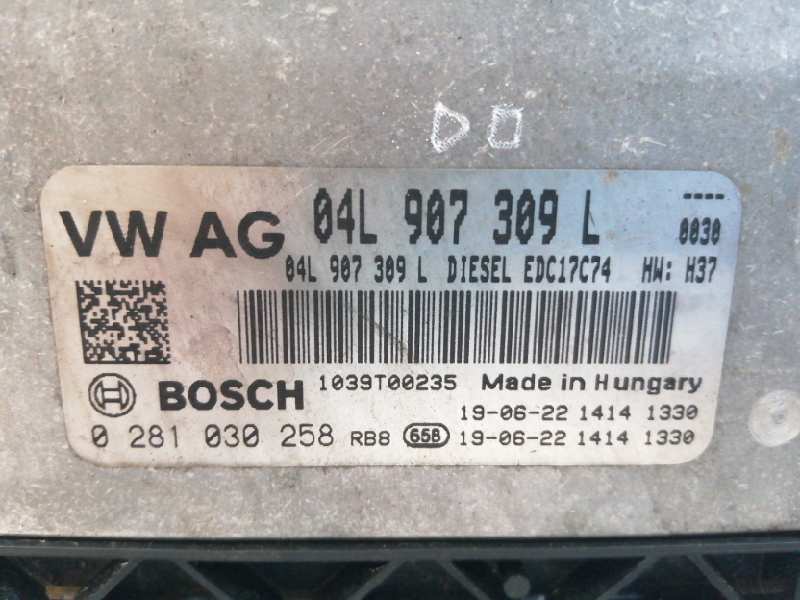 DO
VW AG 04L 907 309 L ----
0030
04L 907 309 L DIESEL EDC17C74 HW: H37
BOSCH 1039T00235 Made in Hungary
19-06-22 1414 1330
0 281 030 258 RB8 658 19-06-22 1414 1330